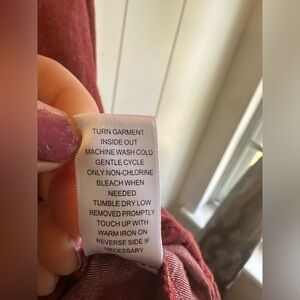 TURN GARMENT
INSIDE OUT
MACHINE WASH COLD
GENTLE CYCLE
ONLY NON-CHLORINE
BLEACH WHEN
NEEDED
TUMBLE DRY LOW
REMOVED PROMPTLY
TOUCH UP WITH
WARM IRON ON
REVERSE SIDE IF
NECESSARY